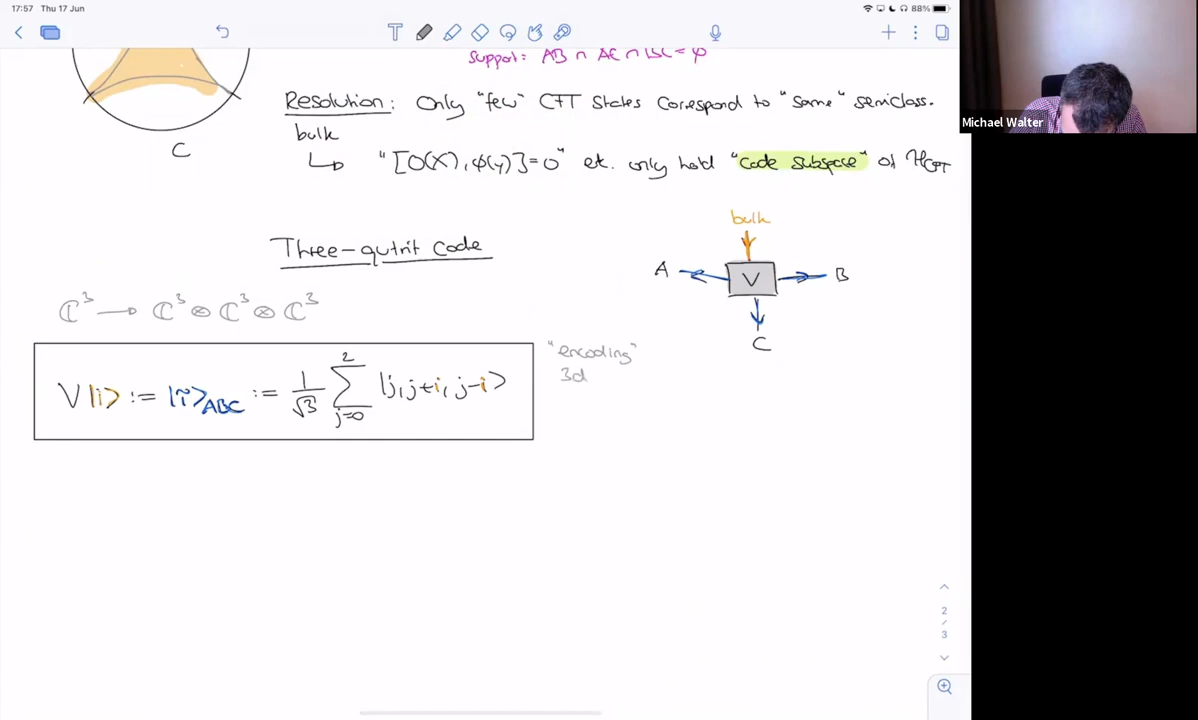 17:57 Thu 17 Jun
88%
Support: AB ∩ AC ∩ BC = φ
Resolution: Only "few" CFT states correspond to "same" semiclass.
bulk
↳ "[O(X), φ(y)]=0" etc. only hold "code subspace" of H_CFT
Three-qutrit code
bulk
A V B
C
C
ℂ³ → ℂ³ ⊗ ℂ³ ⊗ ℂ³
V|i> := |ĩ>_ABC := 1/√3 ∑_{j=0}^{2} |j, j+i, j-i>
"encoding"
3d
Michael Walter
2
/
3